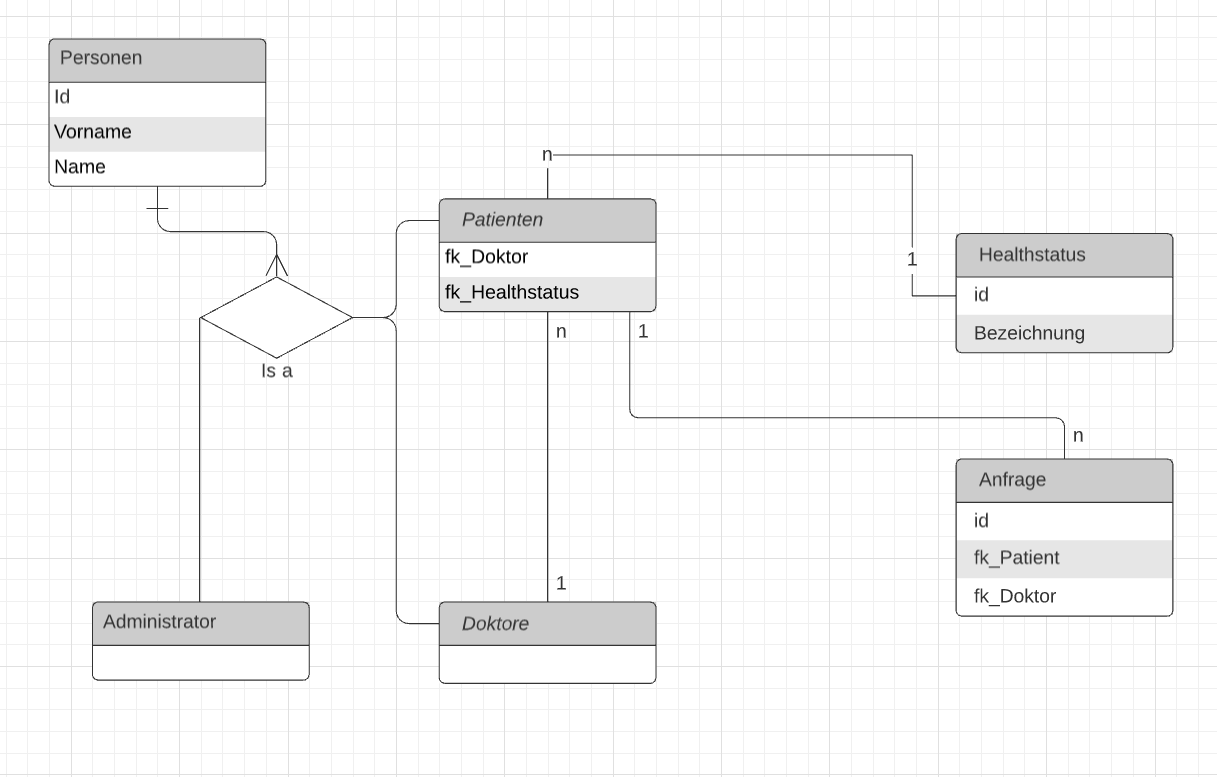 Personen
Id
Vorname
Name
Is a
n
Patienten
fk_Doktor
fk_Healthstatus
n
1
1
Healthstatus
id
Bezeichnung
n
Anfrage
id
fk_Patient
fk_Doktor
1
Administrator
Doktore